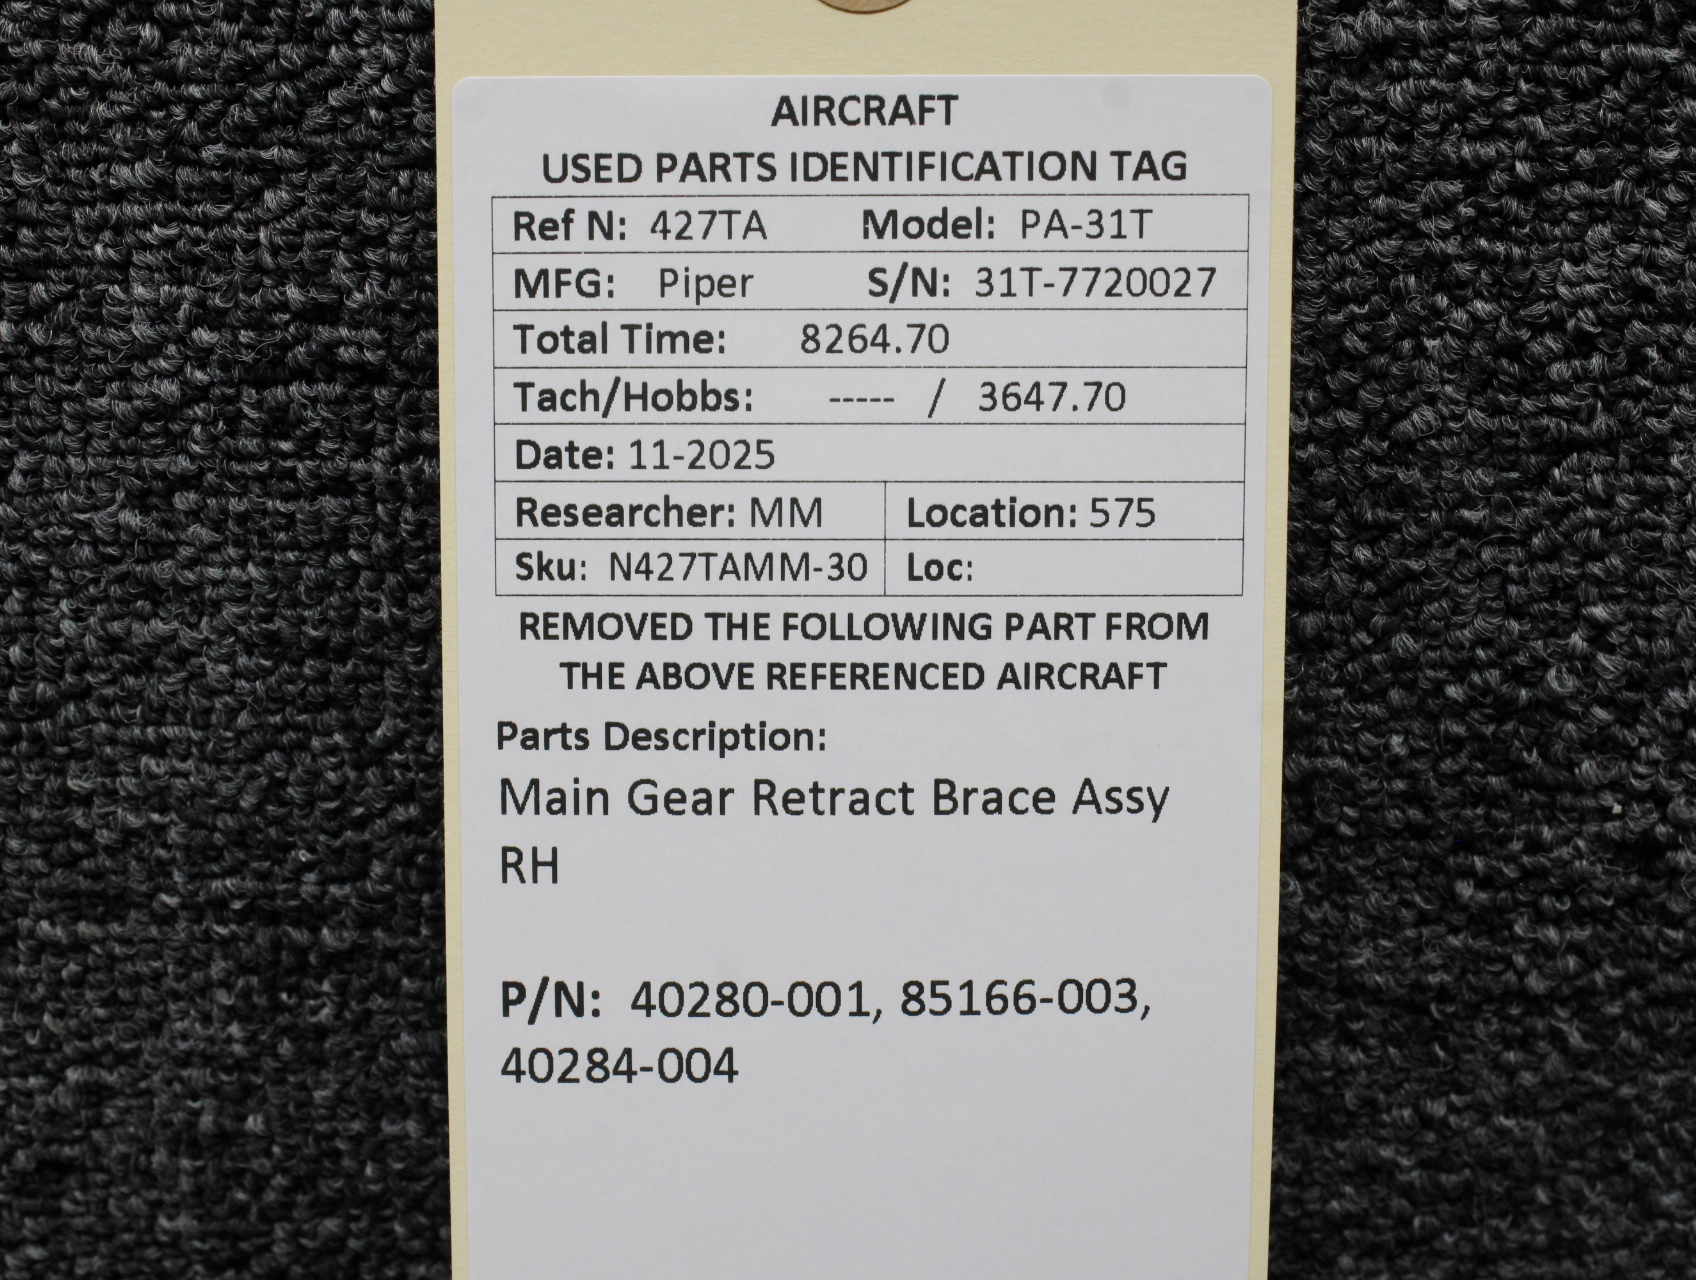 AIRCRAFT
USED PARTS IDENTIFICATION TAG
Ref N: 427TA Model: PA-31T
MFG: Piper S/N: 31T-7720027
Total Time: 8264.70
Tach/Hobbs: ----- / 3647.70
Date: 11-2025
Researcher: MM Location: 575
Sku: N427TAMM-30 Loc:
REMOVED THE FOLLOWING PART FROM
THE ABOVE REFERENCED AIRCRAFT
Parts Description:
Main Gear Retract Brace Assy
RH
P/N: 40280-001, 85166-003,
40284-004